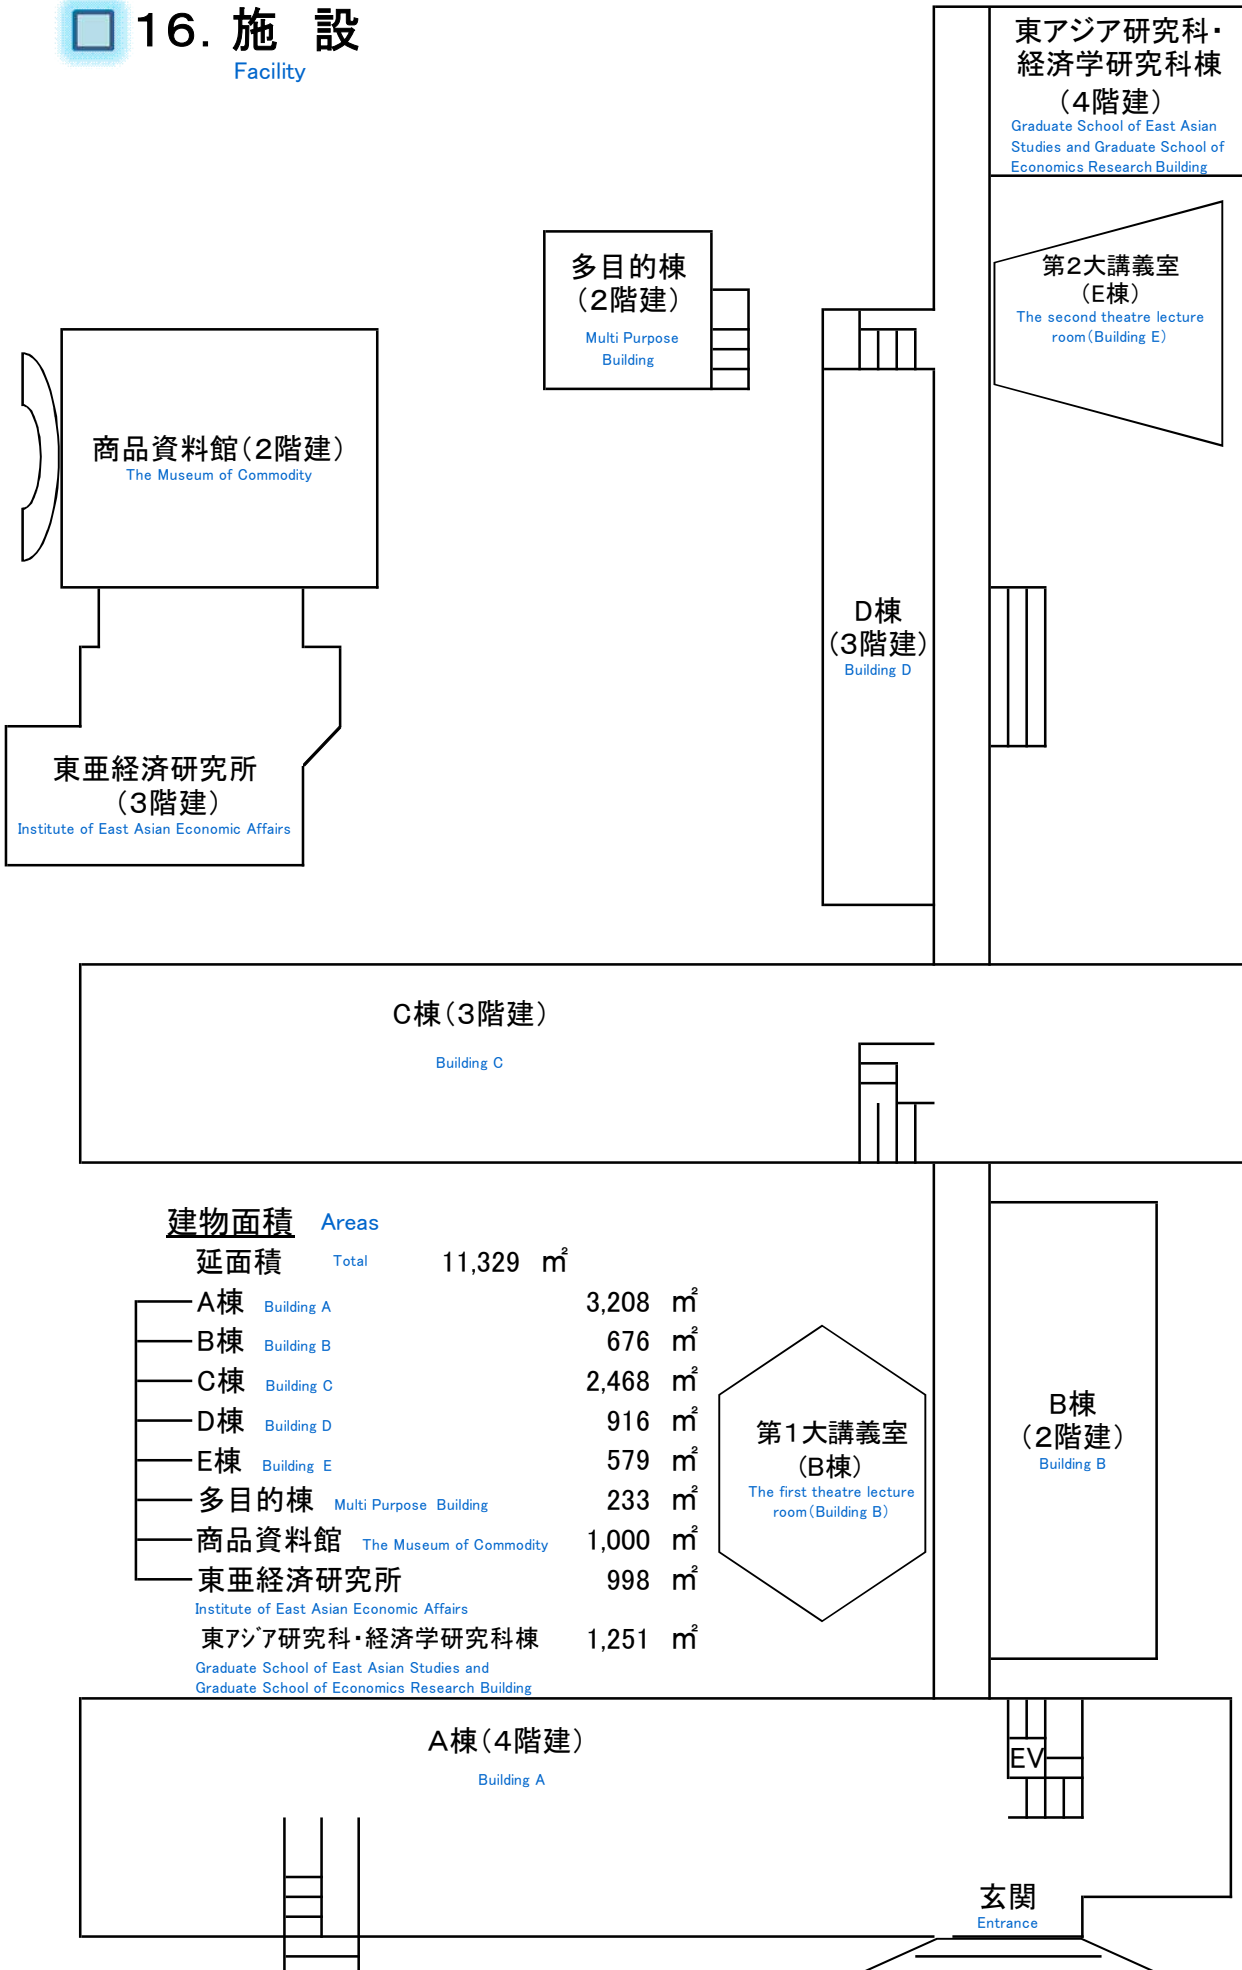 16. 施 設
Facility
東アジア研究科・
経済学研究科棟
(4階建)
Graduate School of East Asian
Studies and Graduate School of
Economics Research Building
第2大講義室
(E棟)
The second theatre lecture
room(Building E)
多目的棟
(2階建)
Multi Purpose
Building
商品資料館(2階建)
The Museum of Commodity
D棟
(3階建)
Building D
東亜経済研究所
(3階建)
Institute of East Asian Economic Affairs
C棟(3階建)
Building C
建物面積 Areas
延面積 Total 11,329 ㎡
A棟 Building A 3,208 ㎡
B棟 Building B 676 ㎡
C棟 Building C 2,468 ㎡
D棟 Building D 916 ㎡
E棟 Building E 579 ㎡
多目的棟 Multi Purpose Building 233 ㎡
商品資料館 The Museum of Commodity 1,000 ㎡
東亜経済研究所 998 ㎡
Institute of East Asian Economic Affairs
東アジア研究科・経済学研究科棟 1,251 ㎡
Graduate School of East Asian Studies and
Graduate School of Economics Research Building
第1大講義室
(B棟)
The first theatre lecture
room(Building B)
B棟
(2階建)
Building B
A棟(4階建)
Building A
EV
玄関
Entrance